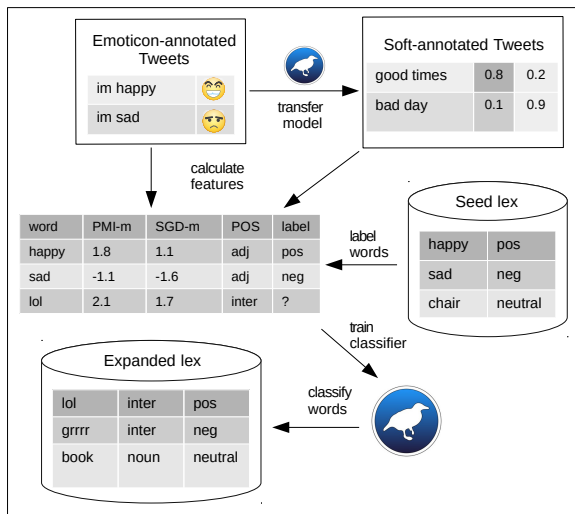 Emoticon-annotated
Tweets
im happy
im sad
transfer
model
Soft-annotated Tweets
good times 0.8 0.2
bad day 0.1 0.9
calculate
features
word PMI-m SGD-m POS label
happy 1.8 1.1 adj pos
sad -1.1 -1.6 adj neg
lol 2.1 1.7 inter ?
label
words
Seed lex
happy pos
sad neg
chair neutral
train
classifier
Expanded lex
lol inter pos
grrrr inter neg
book noun neutral
classify
words